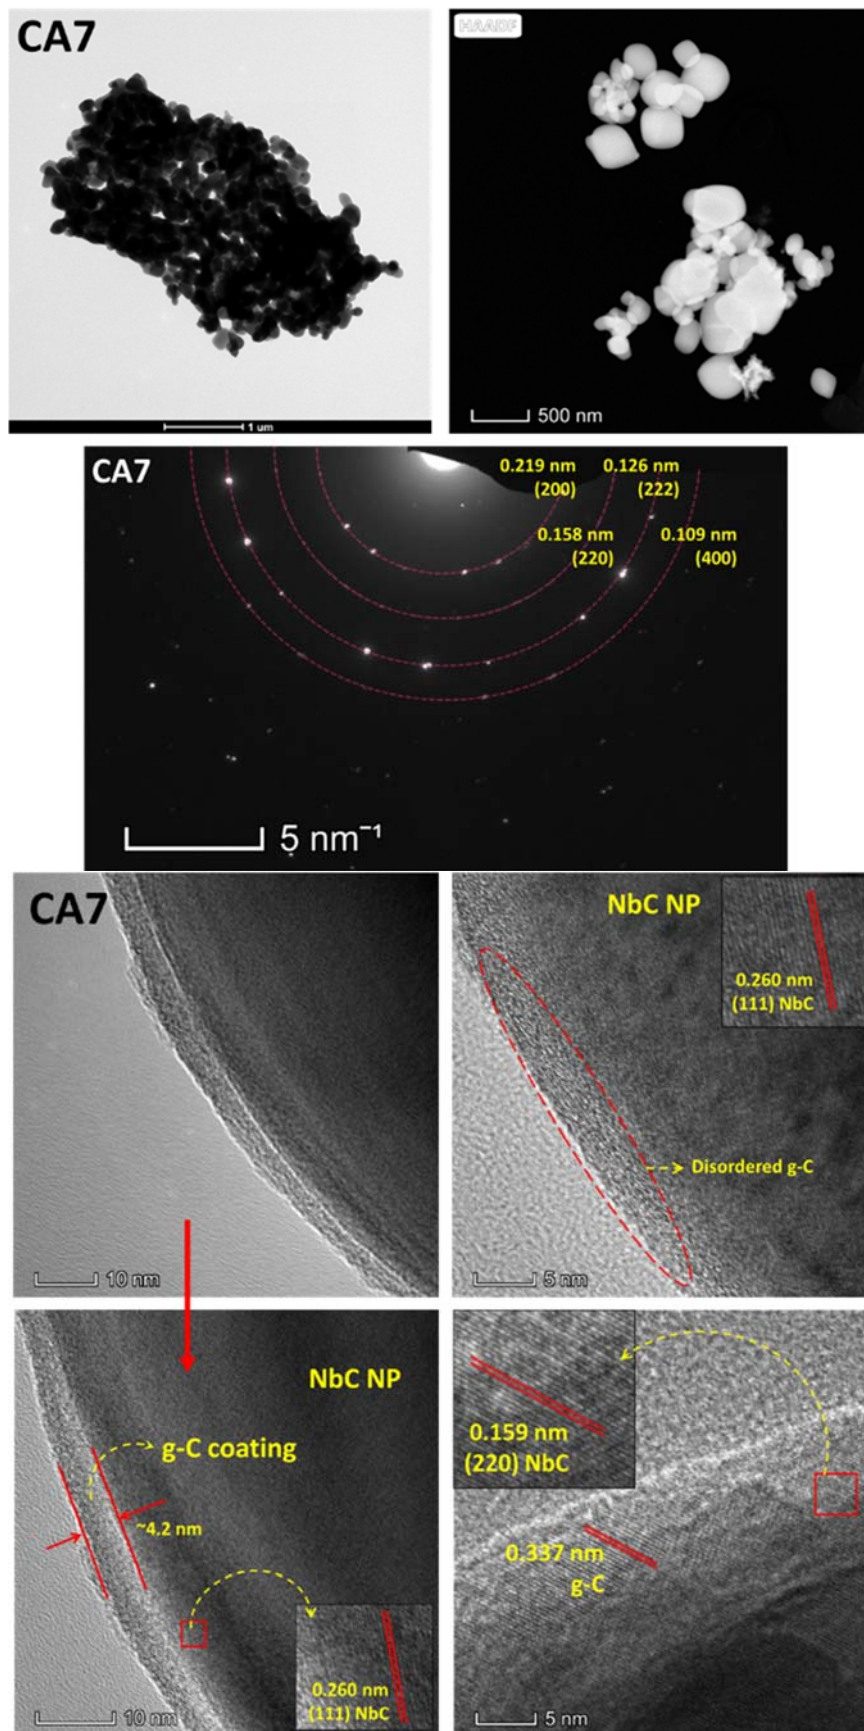 CA7
1 um
HAADF
500 nm
CA7
0.219 nm
(200)
0.126 nm
(222)
0.158 nm
(220)
0.109 nm
(400)
5 nm⁻¹
CA7
10 nm
NbC NP
0.260 nm
(111) NbC
Disordered g-C
5 nm
NbC NP
g-C coating
~4.2 nm
0.260 nm
(111) NbC
10 nm
0.159 nm
(220) NbC
0.337 nm
g-C
5 nm